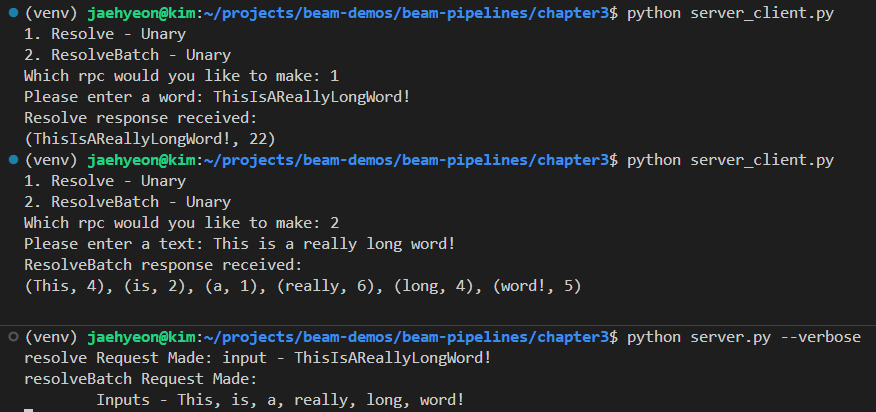 (venv) jaehyeon@kim:~/projects/beam-demos/beam-pipelines/chapter3$ python server_client.py
1. Resolve - Unary
2. ResolveBatch - Unary
Which rpc would you like to make: 1
Please enter a word: ThisIsAReallyLongWord!
Resolve response received:
(ThisIsAReallyLongWord!, 22)
(venv) jaehyeon@kim:~/projects/beam-demos/beam-pipelines/chapter3$ python server_client.py
1. Resolve - Unary
2. ResolveBatch - Unary
Which rpc would you like to make: 2
Please enter a text: This is a really long word!
ResolveBatch response received:
(This, 4), (is, 2), (a, 1), (really, 6), (long, 4), (word!, 5)
(venv) jaehyeon@kim:~/projects/beam-demos/beam-pipelines/chapter3$ python server.py --verbose
resolve Request Made: input - ThisIsAReallyLongWord!
resolveBatch Request Made:
Inputs - This, is, a, really, long, word!